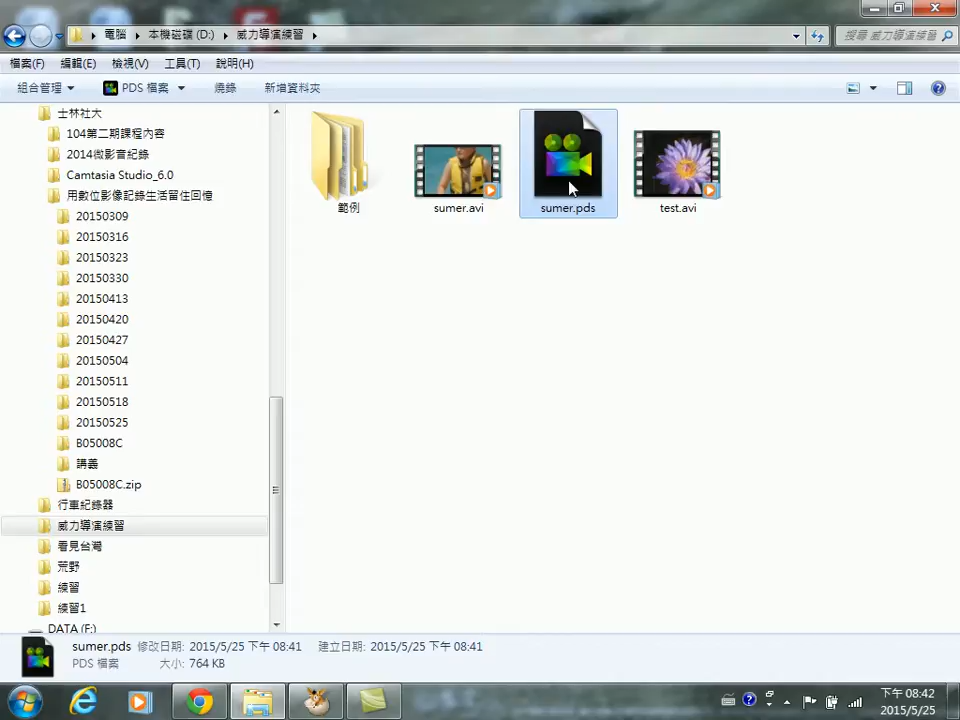 電腦 本機磁碟 (D:) 威力導演練習
搜尋 威力導演練習
檔案(F) 編輯(E) 檢視(V) 工具(T) 說明(H)
組合管理 PDS 檔案 燒錄 新增資料夾
士林社大
104第二期課程內容
2014微影音紀錄
Camtasia Studio_6.0
用數位影像記錄生活留住回憶
20150309
20150316
20150323
20150330
20150413
20150420
20150427
20150504
20150511
20150518
20150525
B05008C
講義
B05008C.zip
行車紀錄器
威力導演練習
看見台灣
荒野
練習
練習1
DATA (F:)
範例
sumer.avi
sumer.pds
test.avi
sumer.pds 修改日期: 2015/5/25 下午 08:41 建立日期: 2015/5/25 下午 08:41
PDS 檔案 大小: 764 KB
下午 08:42
2015/5/25